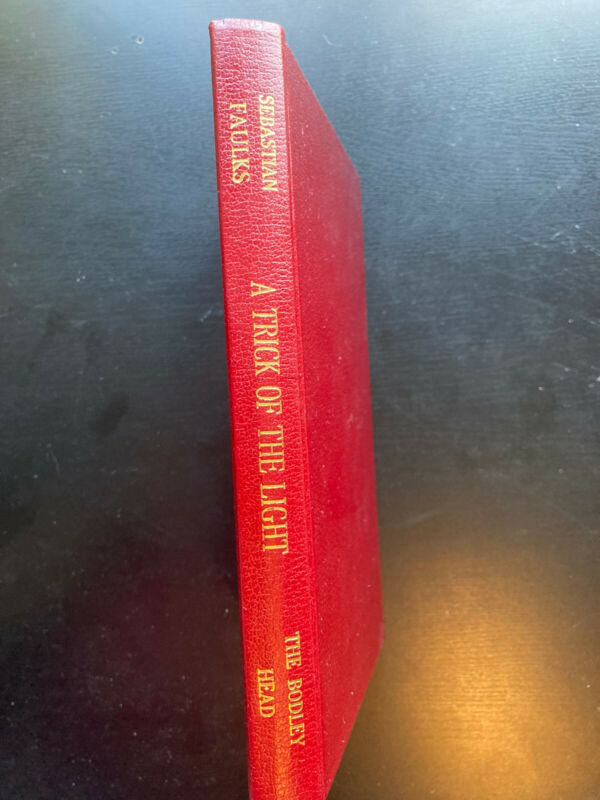 SEBASTIAN
FAULKS
A TRICK OF THE LIGHT
THE BODLEY
HEAD